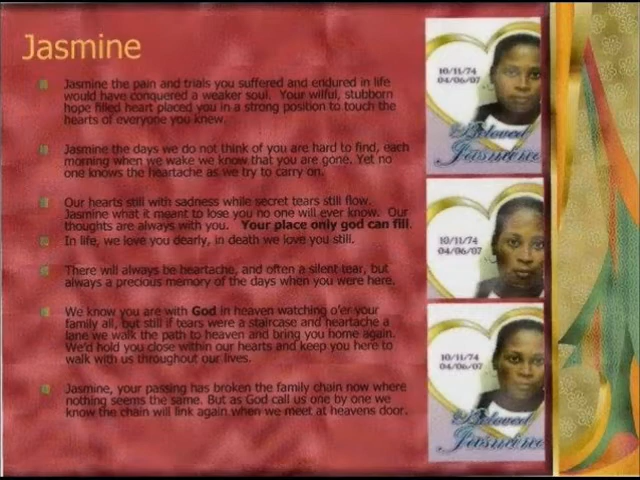 Jasmine
Jasmine the pain and trials you suffered and endured in life
would have conquered a weaker soul. Your wilful, stubborn
hope filled heart placed you in a strong position to touch the
hearts of everyone you knew.
Jasmine the days we do not think of you are hard to find, each
morning when we wake we know that you are gone. Yet no
one knows the heartache as we try to carry on.
Our hearts still with sadness while secret tears still flow.
Jasmine what it meant to lose you no one will ever know. Our
thoughts are always with you. Your place only god can fill.
In life, we love you dearly, in death we love you still.
There will always be heartache, and often a silent tear, but
always a precious memory of the days when you were here.
We know you are with God in heaven watching o'er your
family all, but still if tears were a staircase and heartache a
lane we walk the path to heaven and bring you home again.
We'd hold you close within our hearts and keep you here to
walk with us throughout our lives.
Jasmine, your passing has broken the family chain now where
nothing seems the same. But as God call us one by one we
know the chain will link again when we meet at heavens door.
10/11/74
04/06/07
Beloved
Jasmine
10/11/74
04/06/07
10/11/74
04/06/07
Beloved
Jasmine